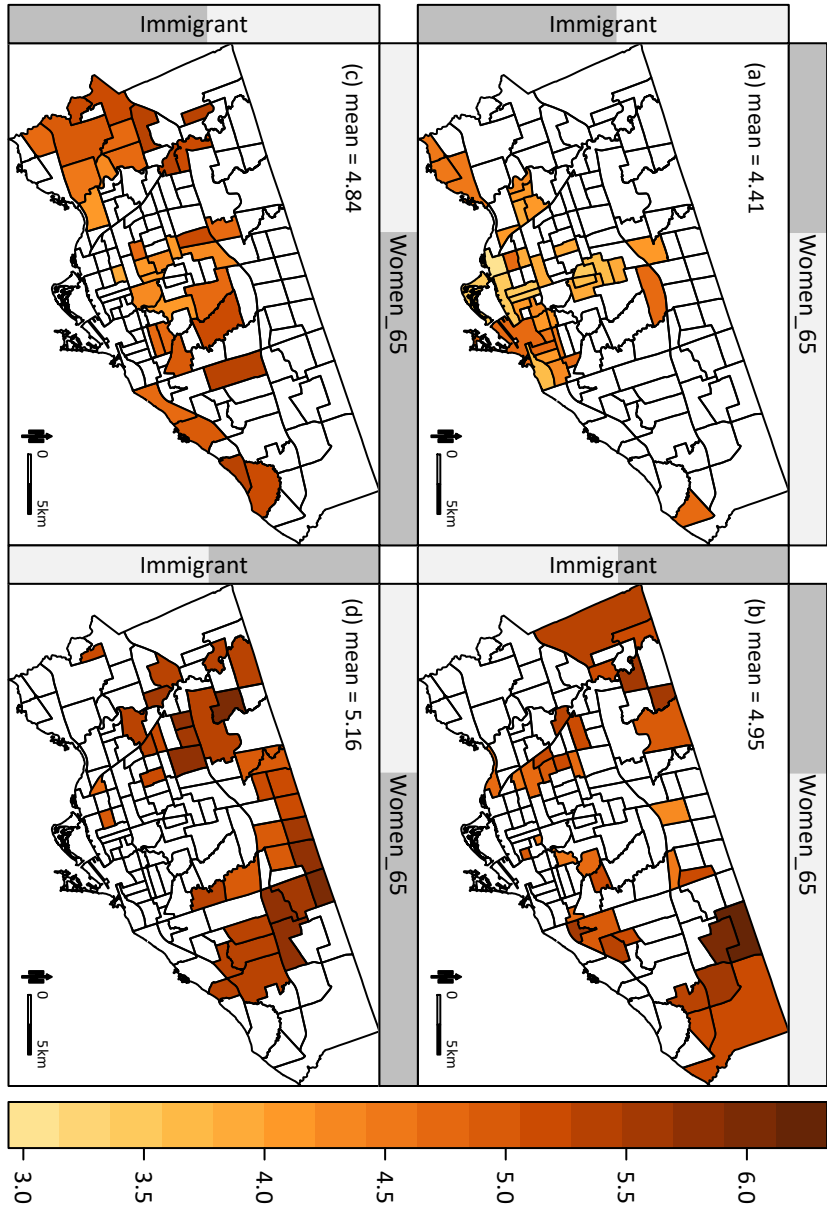 Women_65
Women_65
Immigrant
(a) mean = 4.41
N
0
5km
Immigrant
(b) mean = 4.95
N
0
5km
Women_65
Women_65
Immigrant
(c) mean = 4.84
N
0
5km
Immigrant
(d) mean = 5.16
N
0
5km
3.0
3.5
4.0
4.5
5.0
5.5
6.0